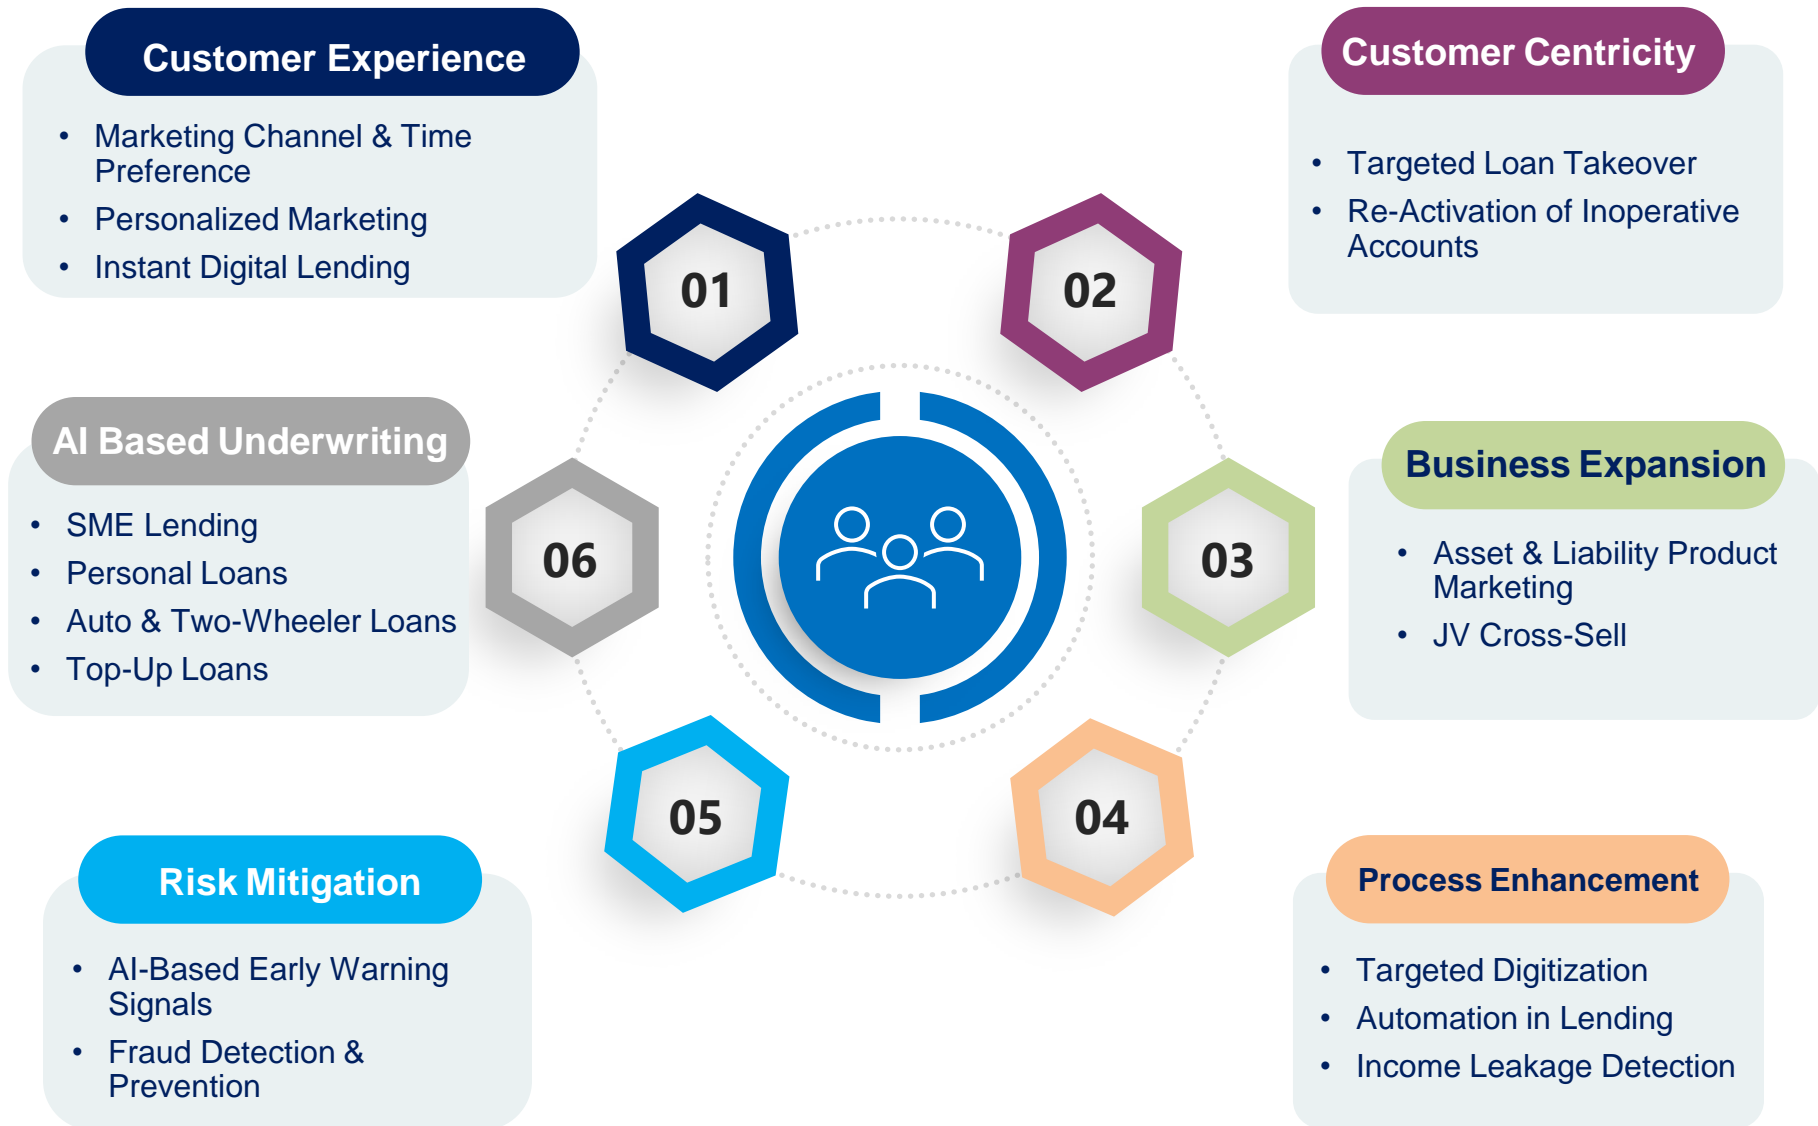 Customer Experience
• Marketing Channel & Time
Preference
• Personalized Marketing
• Instant Digital Lending
01
Customer Centricity
• Targeted Loan Takeover
• Re-Activation of Inoperative
Accounts
02
Business Expansion
• Asset & Liability Product
Marketing
• JV Cross-Sell
03
Process Enhancement
• Targeted Digitization
• Automation in Lending
• Income Leakage Detection
04
Risk Mitigation
• AI-Based Early Warning
Signals
• Fraud Detection &
Prevention
05
AI Based Underwriting
• SME Lending
• Personal Loans
• Auto & Two-Wheeler Loans
• Top-Up Loans
06